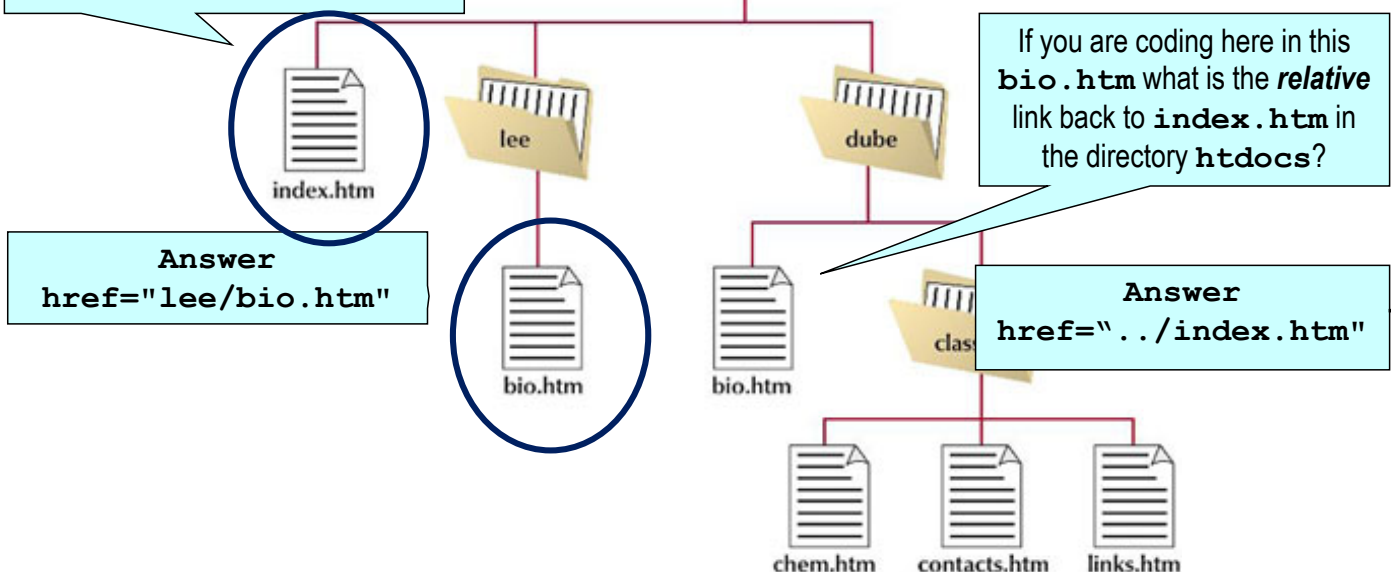 If you are coding here in this
bio.htm what is the relative
link back to index.htm in
the directory htdocs?
lee
dube
index.htm
Answer
href="lee/bio.htm"
Answer
href=“../index.htm"
clas
bio.htm
bio.htm
chem.htm
contacts.htm
links.htm